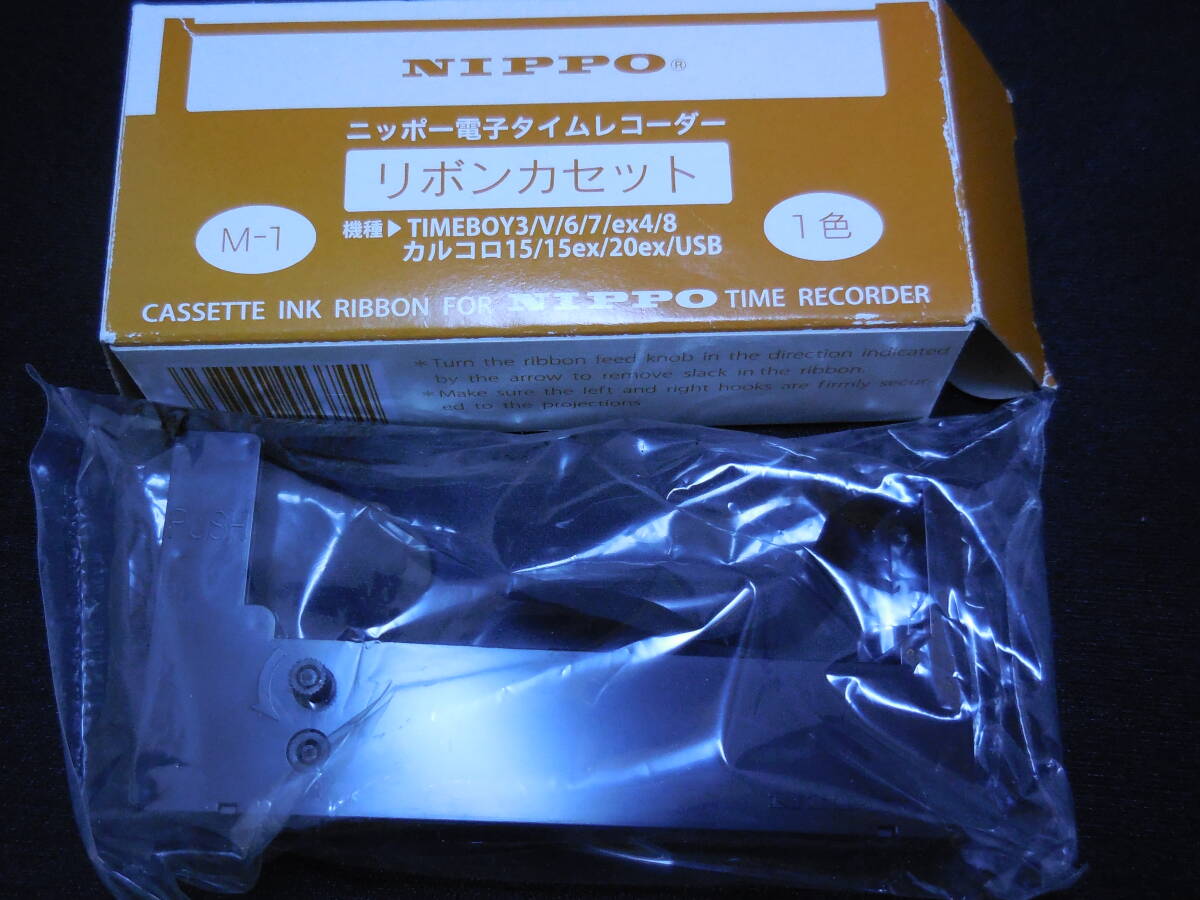 NIPPO®
ニッポー電子タイムレコーダー
リボンカセット
M-1
機種▶TIMEBOY3/V/6/7/ex4/8
カルコロ15/15ex/20ex/USB
1色
CASSETTE INK RIBBON FOR NIPPO TIME RECORDER
*Turn the ribbon feed knob in the direction indicated
by the arrow to remove slack in the ribbon.
*Make sure the left and right hooks are firmly secur-
ed to the projections
PUSH